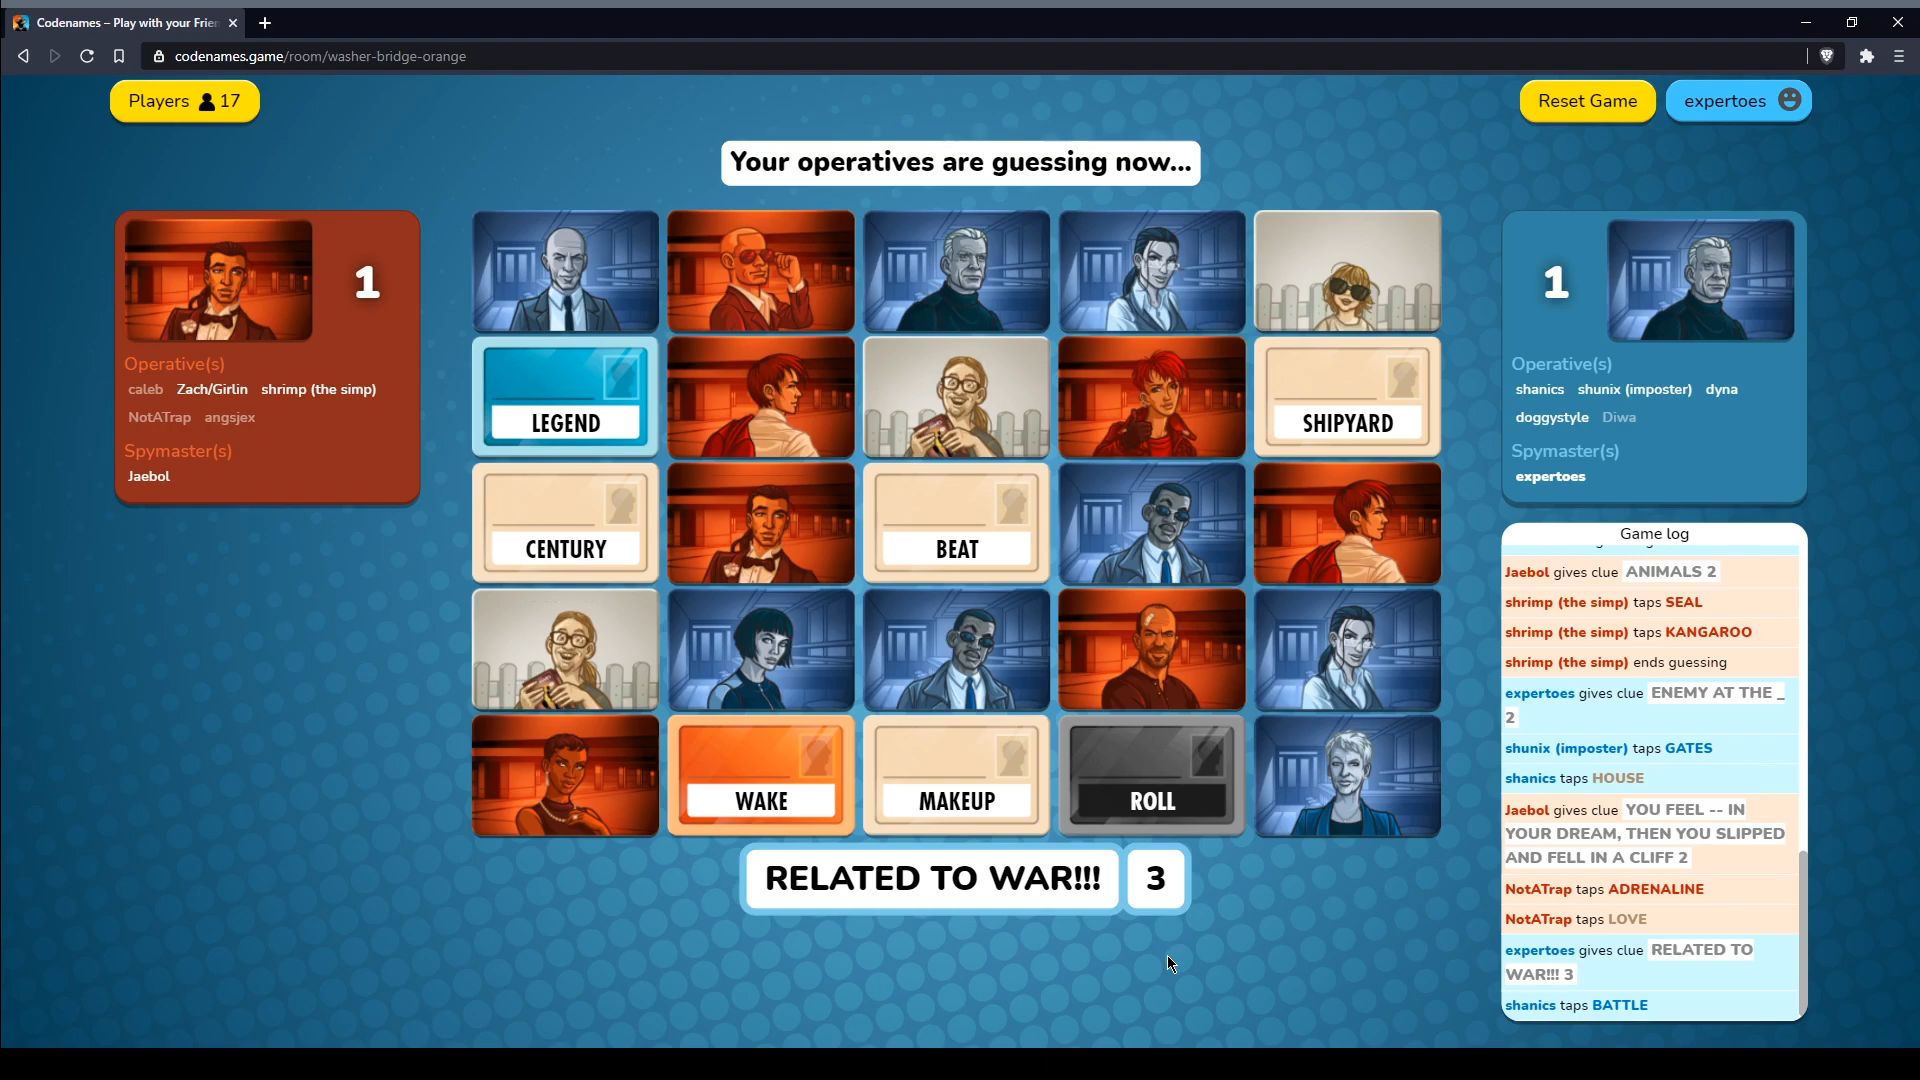 Codenames – Play with your Frie
codenames.game/room/washer-bridge-orange
Players 17
Reset Game
expertoes
Your operatives are guessing now...
1
Operative(s)
caleb Zach/Girlin shrimp (the simp)
NotATrap angsjex
Spymaster(s)
Jaebol
LEGEND
SHIPYARD
CENTURY
BEAT
WAKE
MAKEUP
ROLL
RELATED TO WAR!!! 3
1
Operative(s)
shanics shunix (imposter) dyna
doggystyle Diwa
Spymaster(s)
expertoes
Game log
Jaebol gives clue ANIMALS 2
shrimp (the simp) taps SEAL
shrimp (the simp) taps KANGAROO
shrimp (the simp) ends guessing
expertoes gives clue ENEMY AT THE _
2
shunix (imposter) taps GATES
shanics taps HOUSE
Jaebol gives clue YOU FEEL -- IN
YOUR DREAM, THEN YOU SLIPPED
AND FELL IN A CLIFF 2
NotATrap taps ADRENALINE
NotATrap taps LOVE
expertoes gives clue RELATED TO
WAR!!! 3
shanics taps BATTLE